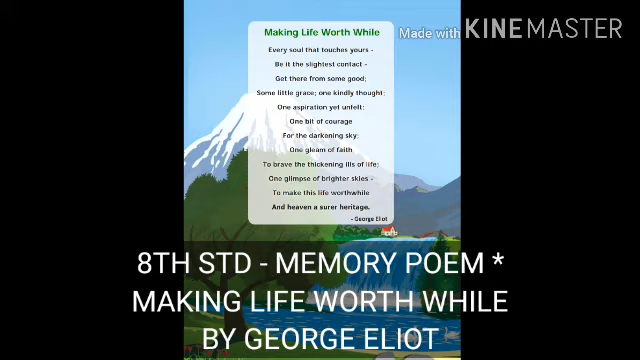 Making Life Worth While
Made with KINEMASTER
Every soul that touches yours -
Be it the slightest contact -
Get there from some good;
Some little grace; one kindly thought;
One aspiration yet unfelt;
One bit of courage
For the darkening sky;
One gleam of faith
To brave the thickening ills of life;
One glimpse of brighter skies -
To make this life worthwhile
And heaven a surer heritage.
- George Eliot
8TH STD - MEMORY POEM *
MAKING LIFE WORTH WHILE
BY GEORGE ELIOT